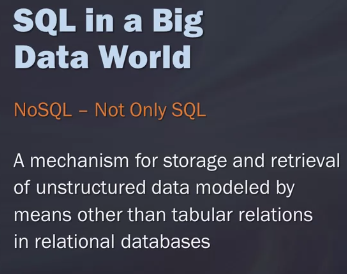 SQL in a Big
Data World
NoSQL – Not Only SQL
A mechanism for storage and retrieval
of unstructured data modeled by
means other than tabular relations
in relational databases